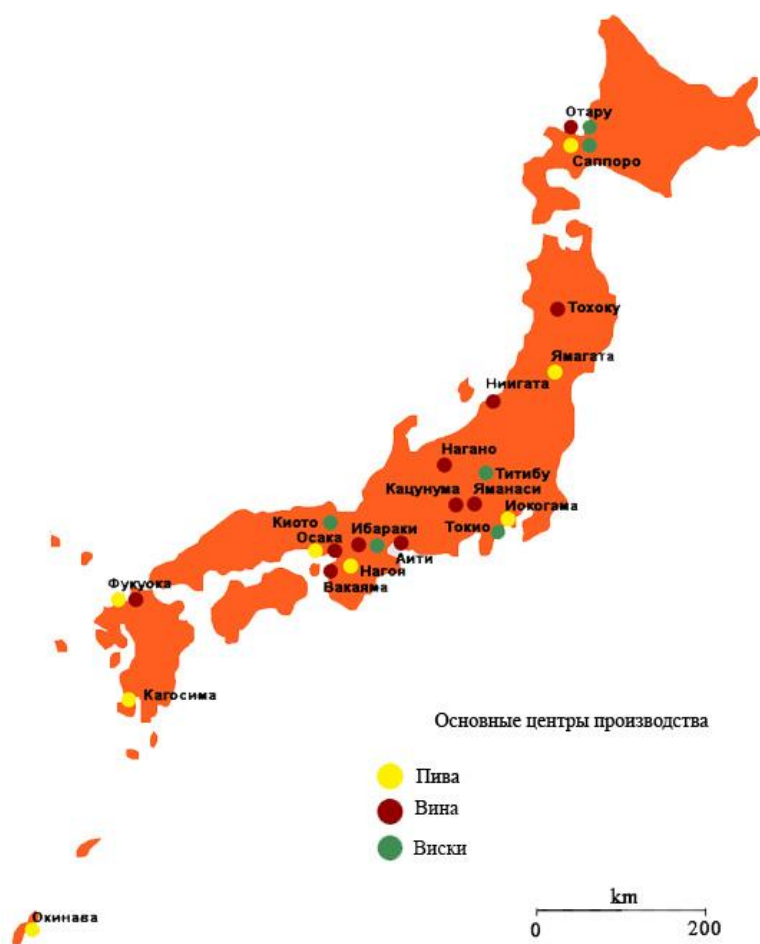 Отару
Саппоро
Тохоку
Ямагата
Ниигата
Нагано
Титибу
Кацунума Яманаси
Иокогама
Киото
Ибараки
Токио
Осака
Аити
Нагоя
Вакаяма
Фукуока
Кагосима
Основные центры производства
Пива
Вина
Виски
km
0 200
Окинава